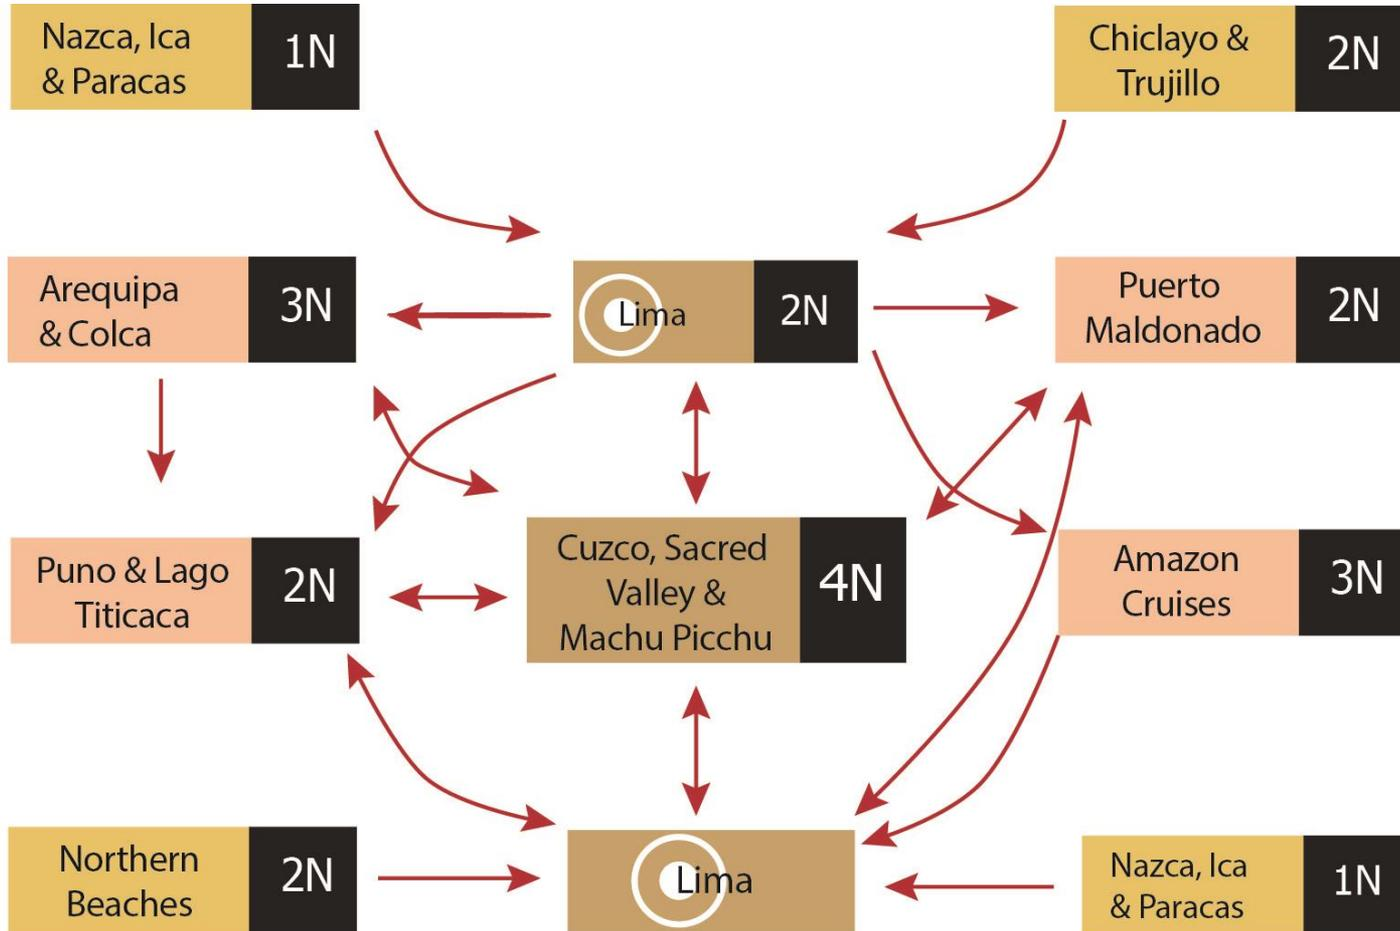 Nazca, Ica
& Paracas
1N
Chiclayo &
Trujillo
2N
Arequipa
& Colca
3N
Lima
2N
Puerto
Maldonado
2N
Puno & Lago
Titicaca
2N
Cuzco, Sacred
Valley &
Machu Picchu
4N
Amazon
Cruises
3N
Northern
Beaches
2N
Lima
Nazca, Ica
& Paracas
1N